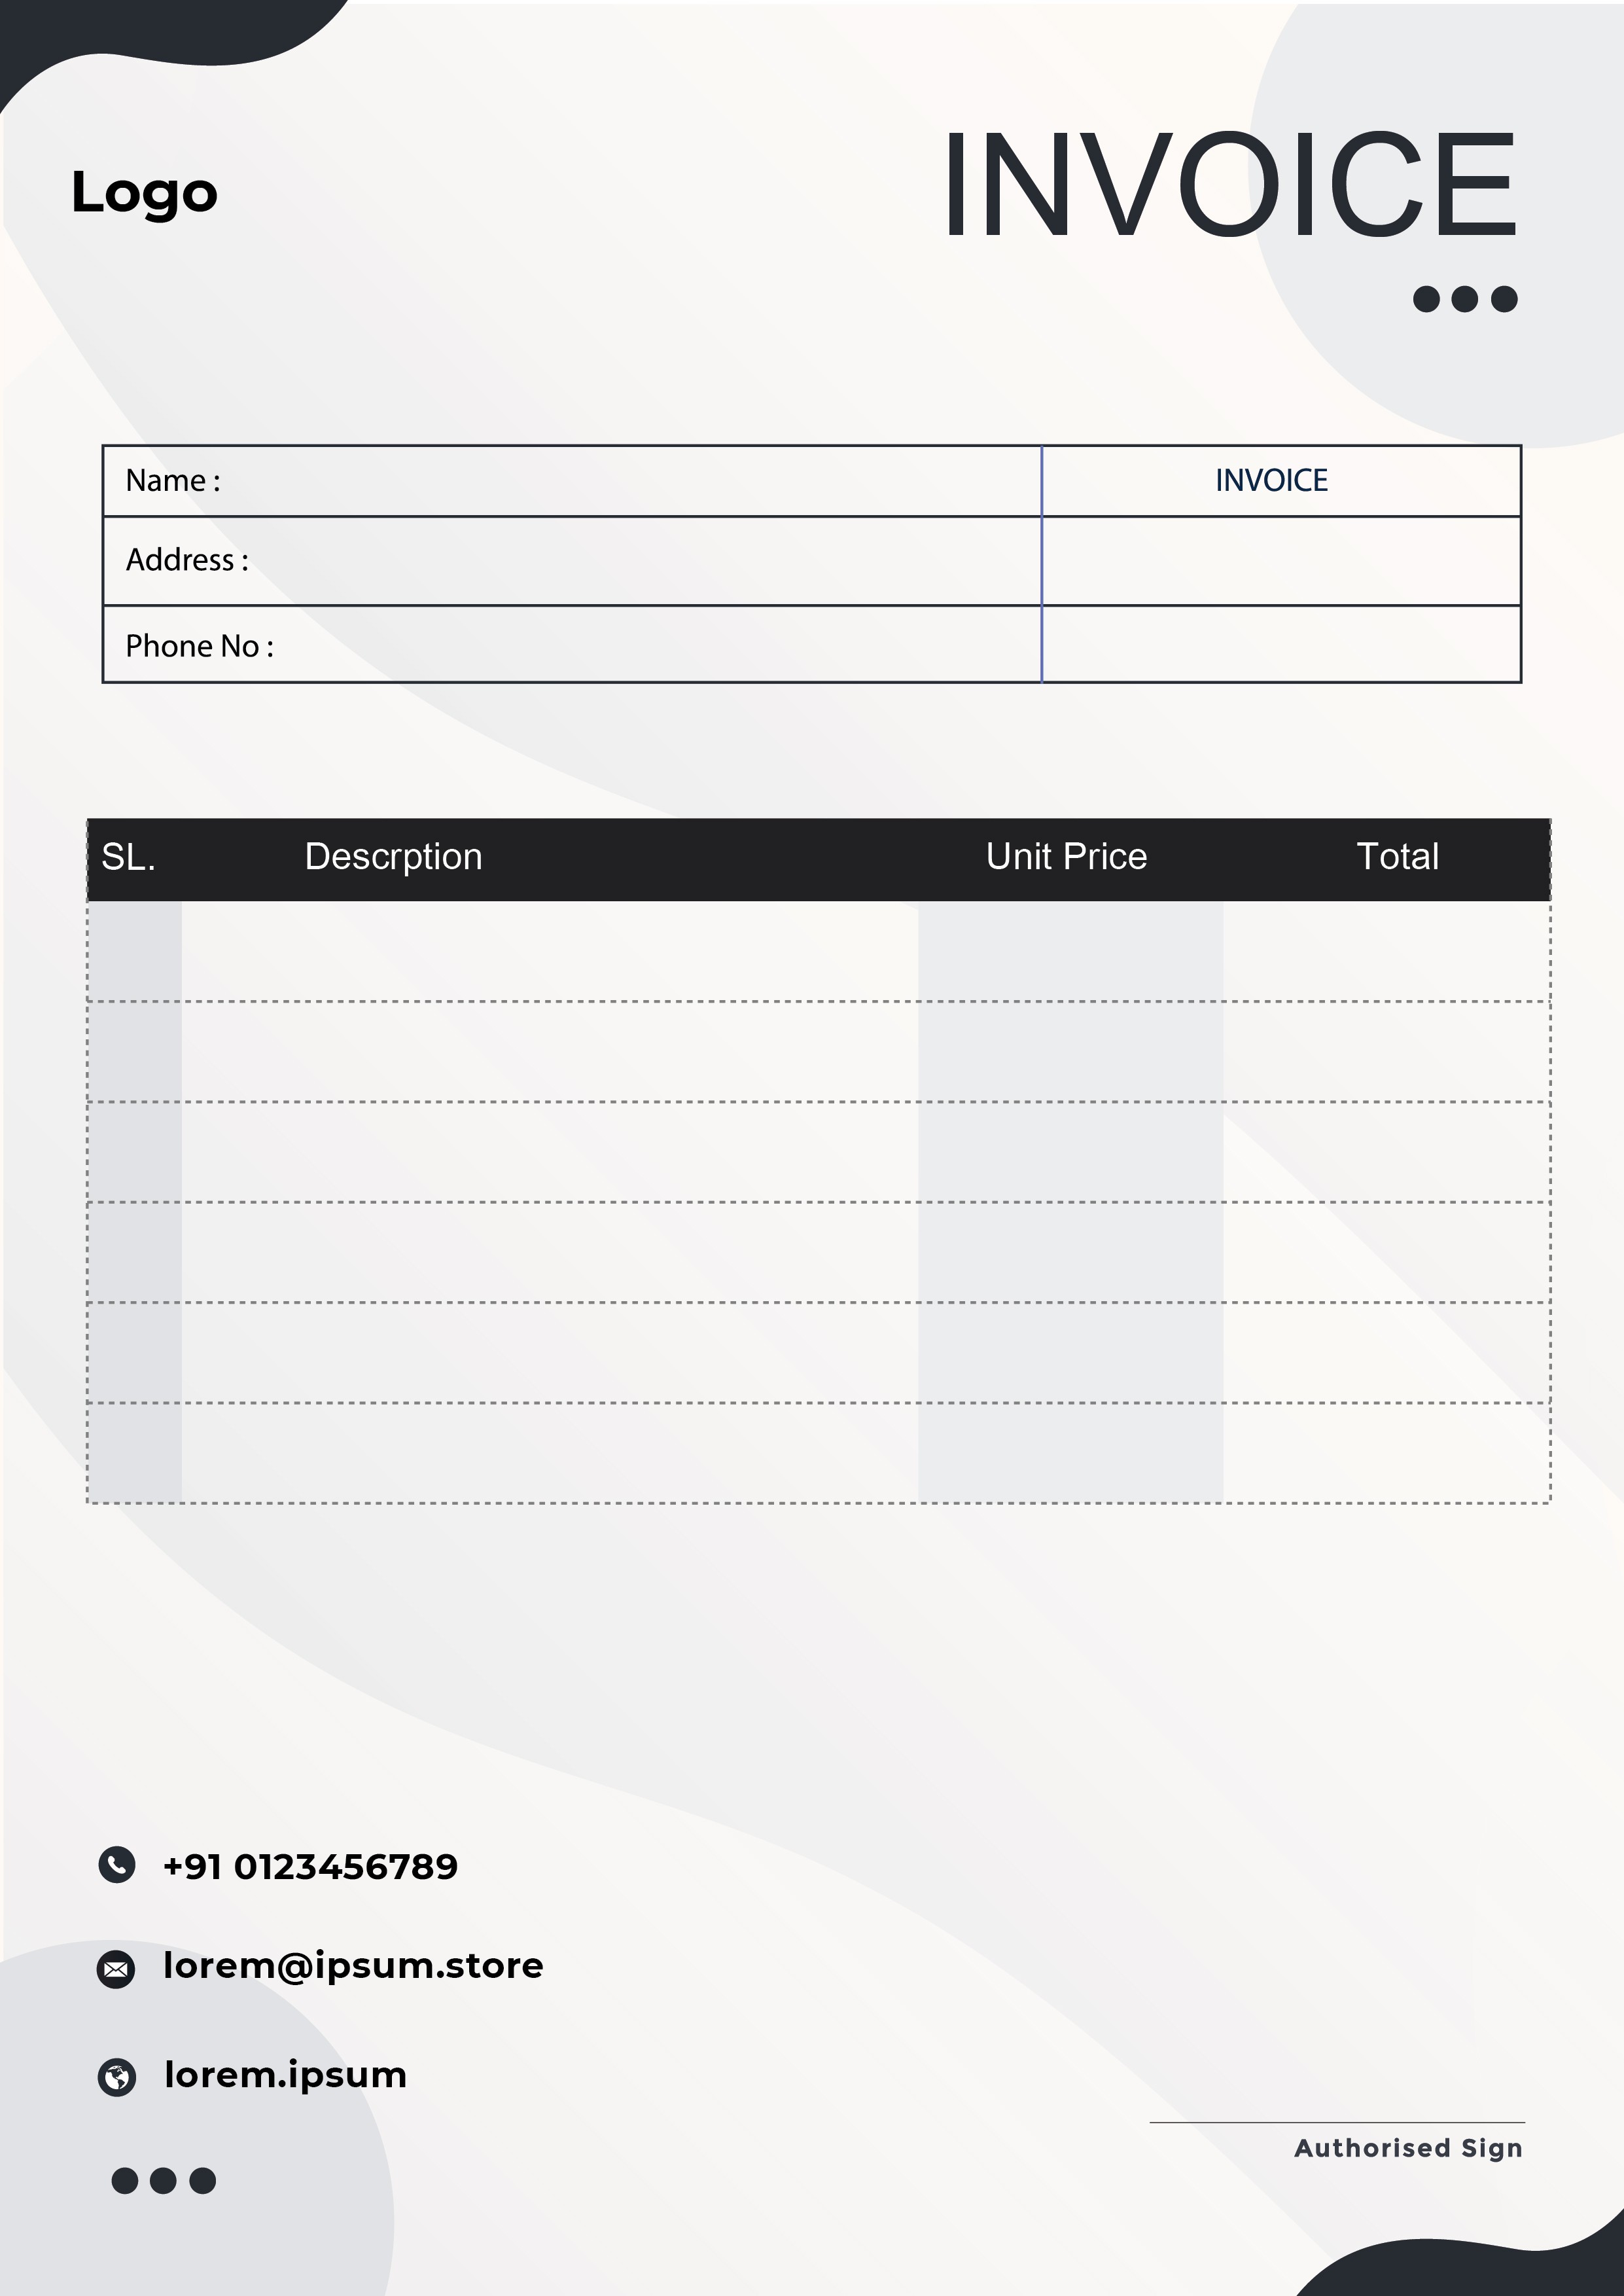 Logo
INVOICE
Name :
INVOICE
Address :
Phone No :
SL. Descrption Unit Price Total
+91 0123456789
lorem@ipsum.store
lorem.ipsum
Authorised Sign